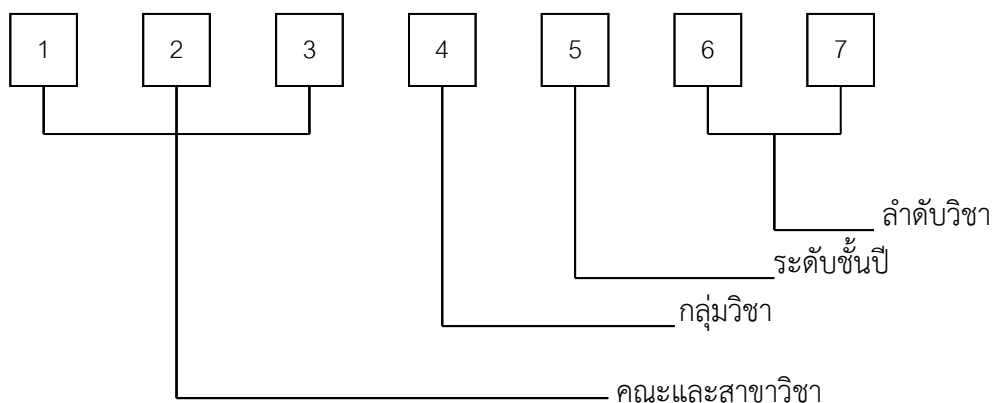 1 2 3 4 5 6 7
ลำดับวิชา
ระดับชั้นปี
กลุ่มวิชา
คณะและสาขาวิชา